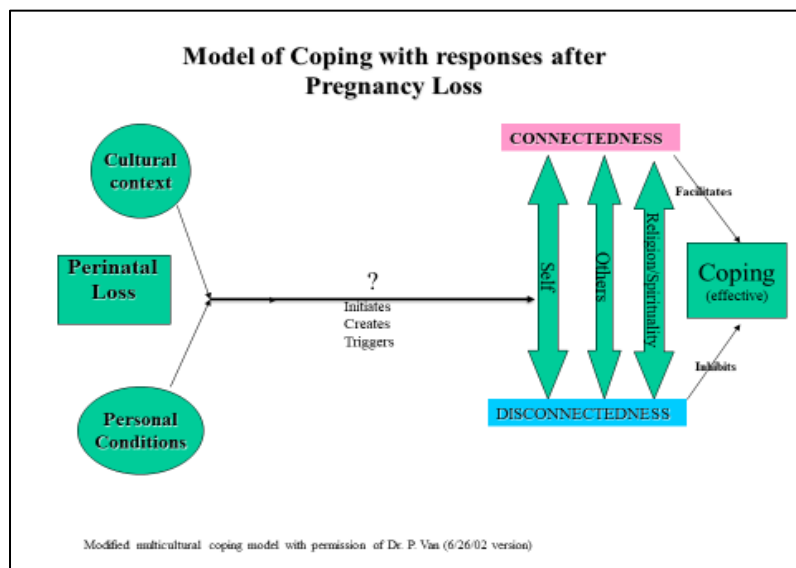 Model of Coping with responses after
Pregnancy Loss
CONNECTEDNESS
Cultural
context
Facilitates
Perinatal
Loss
?
Initiates
Creates
Triggers
Self
Others
Religion/Spirituality
Coping
(effective)
Inhibits
Personal
Conditions
DISCONNECTEDNESS
Modified multicultural coping model with permission of Dr. P. Van (6/26/02 version)